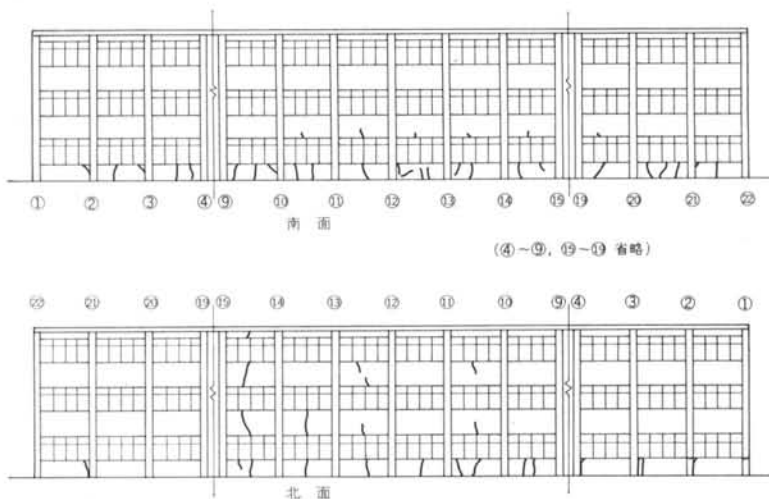 ① ② ③ ④ ⑨ ⑩ ⑪ ⑫ ⑬ ⑭ ⑮ ⑲ ⑳ ㉑ ㉒
南面
(④~⑨, ⑮~⑲ 省略)
㉒ ㉑ ⑳ ⑲ ⑮ ⑭ ⑬ ⑫ ⑪ ⑩ ⑨ ④ ③ ② ①
北面